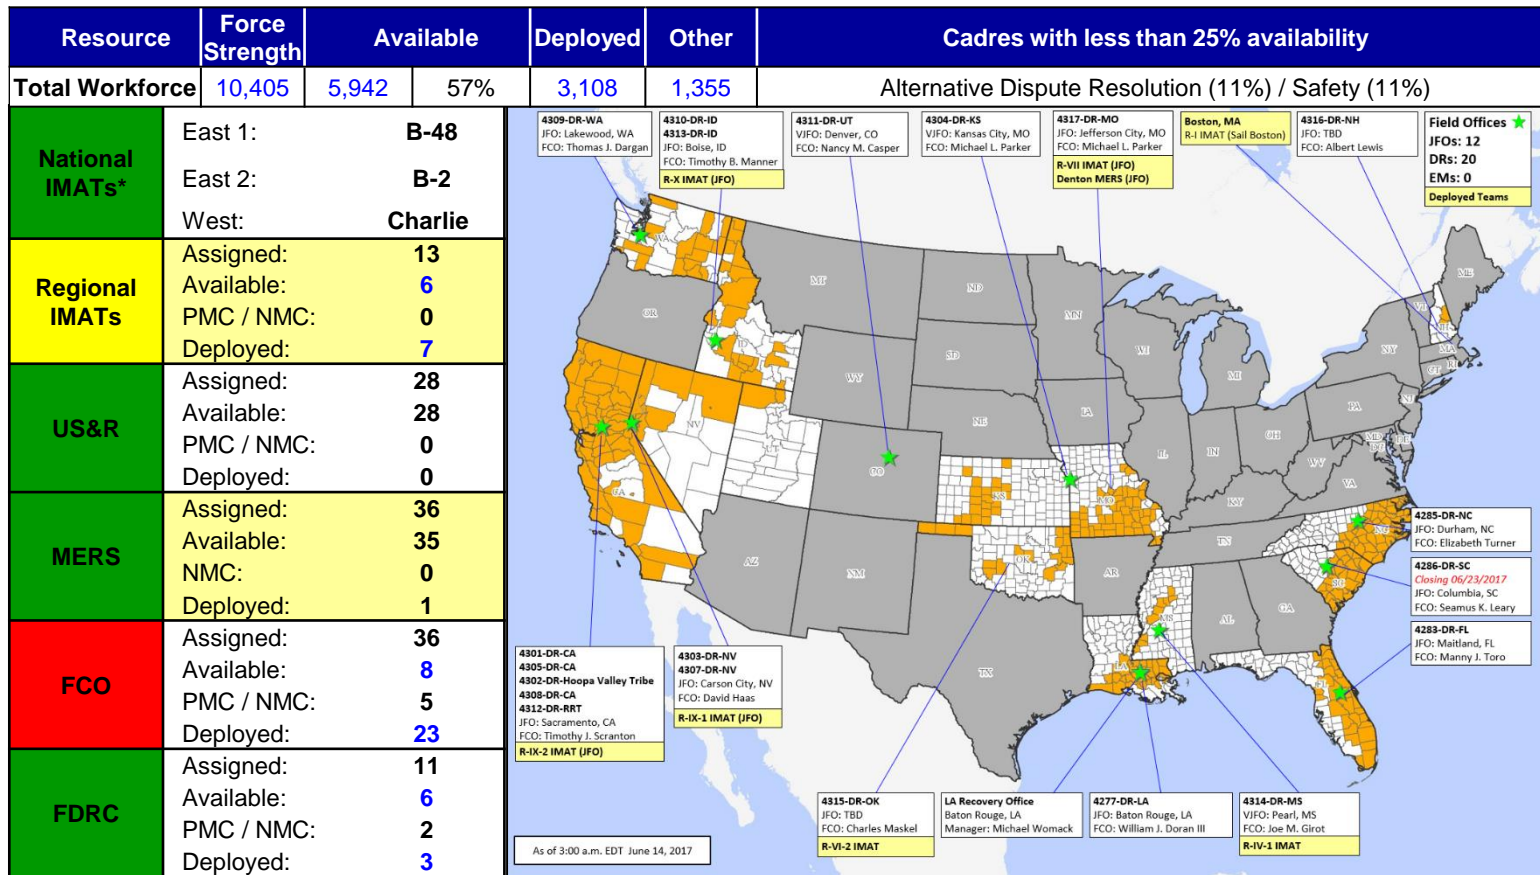 Resource Force Strength Available Deployed Other Cadres with less than 25% availability
Total Workforce 10,405 5,942 57% 3,108 1,355 Alternative Dispute Resolution (11%) / Safety (11%)
National IMATs*
East 1: B-48
East 2: B-2
West: Charlie
Regional IMATs
Assigned: 13
Available: 6
PMC / NMC: 0
Deployed: 7
US&R
Assigned: 28
Available: 28
PMC / NMC: 0
Deployed: 0
MERS
Assigned: 36
Available: 35
NMC: 0
Deployed: 1
FCO
Assigned: 36
Available: 8
PMC / NMC: 5
Deployed: 23
FDRC
Assigned: 11
Available: 6
PMC / NMC: 2
Deployed: 3
4309-DR-WA
JFO: Lakewood, WA
FCO: Thomas J. Dargan
4310-DR-ID
4313-DR-ID
JFO: Boise, ID
FCO: Timothy B. Manner
R-X IMAT (JFO)
4311-DR-UT
VJFO: Denver, CO
FCO: Nancy M. Casper
4304-DR-KS
VJFO: Kansas City, MO
FCO: Michael L. Parker
4317-DR-MO
JFO: Jefferson City, MO
FCO: Michael L. Parker
R-VII IMAT (JFO)
Denton MERS (JFO)
Boston, MA
R-I IMAT (Sail Boston)
4316-DR-NH
JFO: TBD
FCO: Albert Lewis
Field Offices
JFOs: 12
DRs: 20
EMs: 0
Deployed Teams
WA
MT
ND
MN
ME
VT
NH
OR
ID
SD
WI
MI
NY
MA
CT
RI
WY
IA
PA
NJ
NV
UT
NE
IL
IN
OH
MD
DE
CO
WV
VA
CA
KS
MO
KY
NC
TN
AZ
NM
OK
AR
SC
MS
AL
GA
TX
LA
FL
4285-DR-NC
JFO: Durham, NC
FCO: Elizabeth Turner
4286-DR-SC
Closing 06/23/2017
JFO: Columbia, SC
FCO: Seamus K. Leary
4283-DR-FL
JFO: Maitland, FL
FCO: Manny J. Toro
4301-DR-CA
4305-DR-CA
4302-DR-Hoopa Valley Tribe
4308-DR-CA
4312-DR-RRT
JFO: Sacramento, CA
FCO: Timothy J. Scranton
R-IX-2 IMAT (JFO)
4303-DR-NV
4307-DR-NV
JFO: Carson City, NV
FCO: David Haas
R-IX-1 IMAT (JFO)
4315-DR-OK
JFO: TBD
FCO: Charles Maskel
R-VI-2 IMAT
LA Recovery Office
Baton Rouge, LA
Manager: Michael Womack
4277-DR-LA
JFO: Baton Rouge, LA
FCO: William J. Doran III
4314-DR-MS
VJFO: Pearl, MS
FCO: Joe M. Girot
R-IV-1 IMAT
As of 3:00 a.m. EDT June 14, 2017